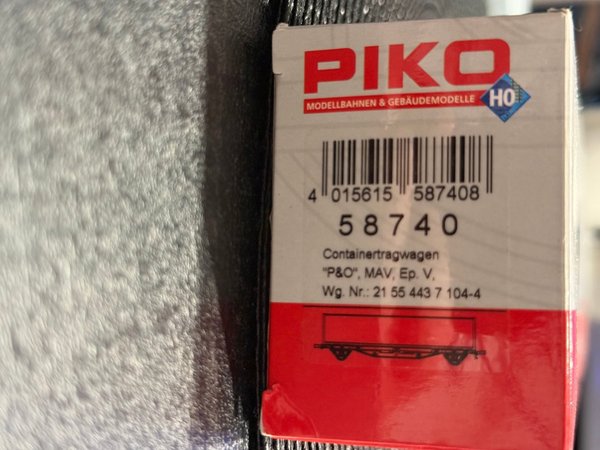 PIKO
MODELLBAHNEN & GEBÄUDEMODELLE H0
4 015615 587408
58740
Containertragwagen
"P&O", MAV, Ep. V,
Wg. Nr.: 21 55 443 7 104-4